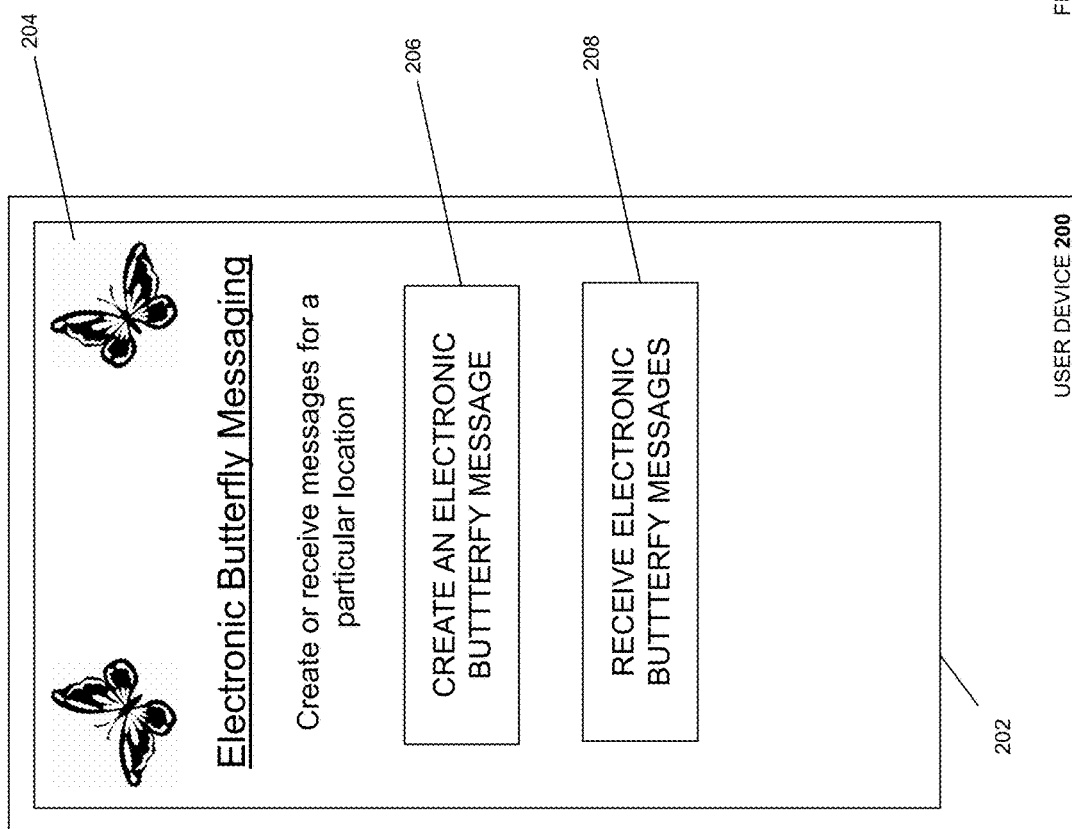 204
Electronic Butterfly Messaging
Create or receive messages for a
particular location
206
CREATE AN ELECTRONIC
BUTTTERFY MESSAGE
208
RECEIVE ELECTRONIC
BUTTTERFY MESSAGES
202
USER DEVICE 200